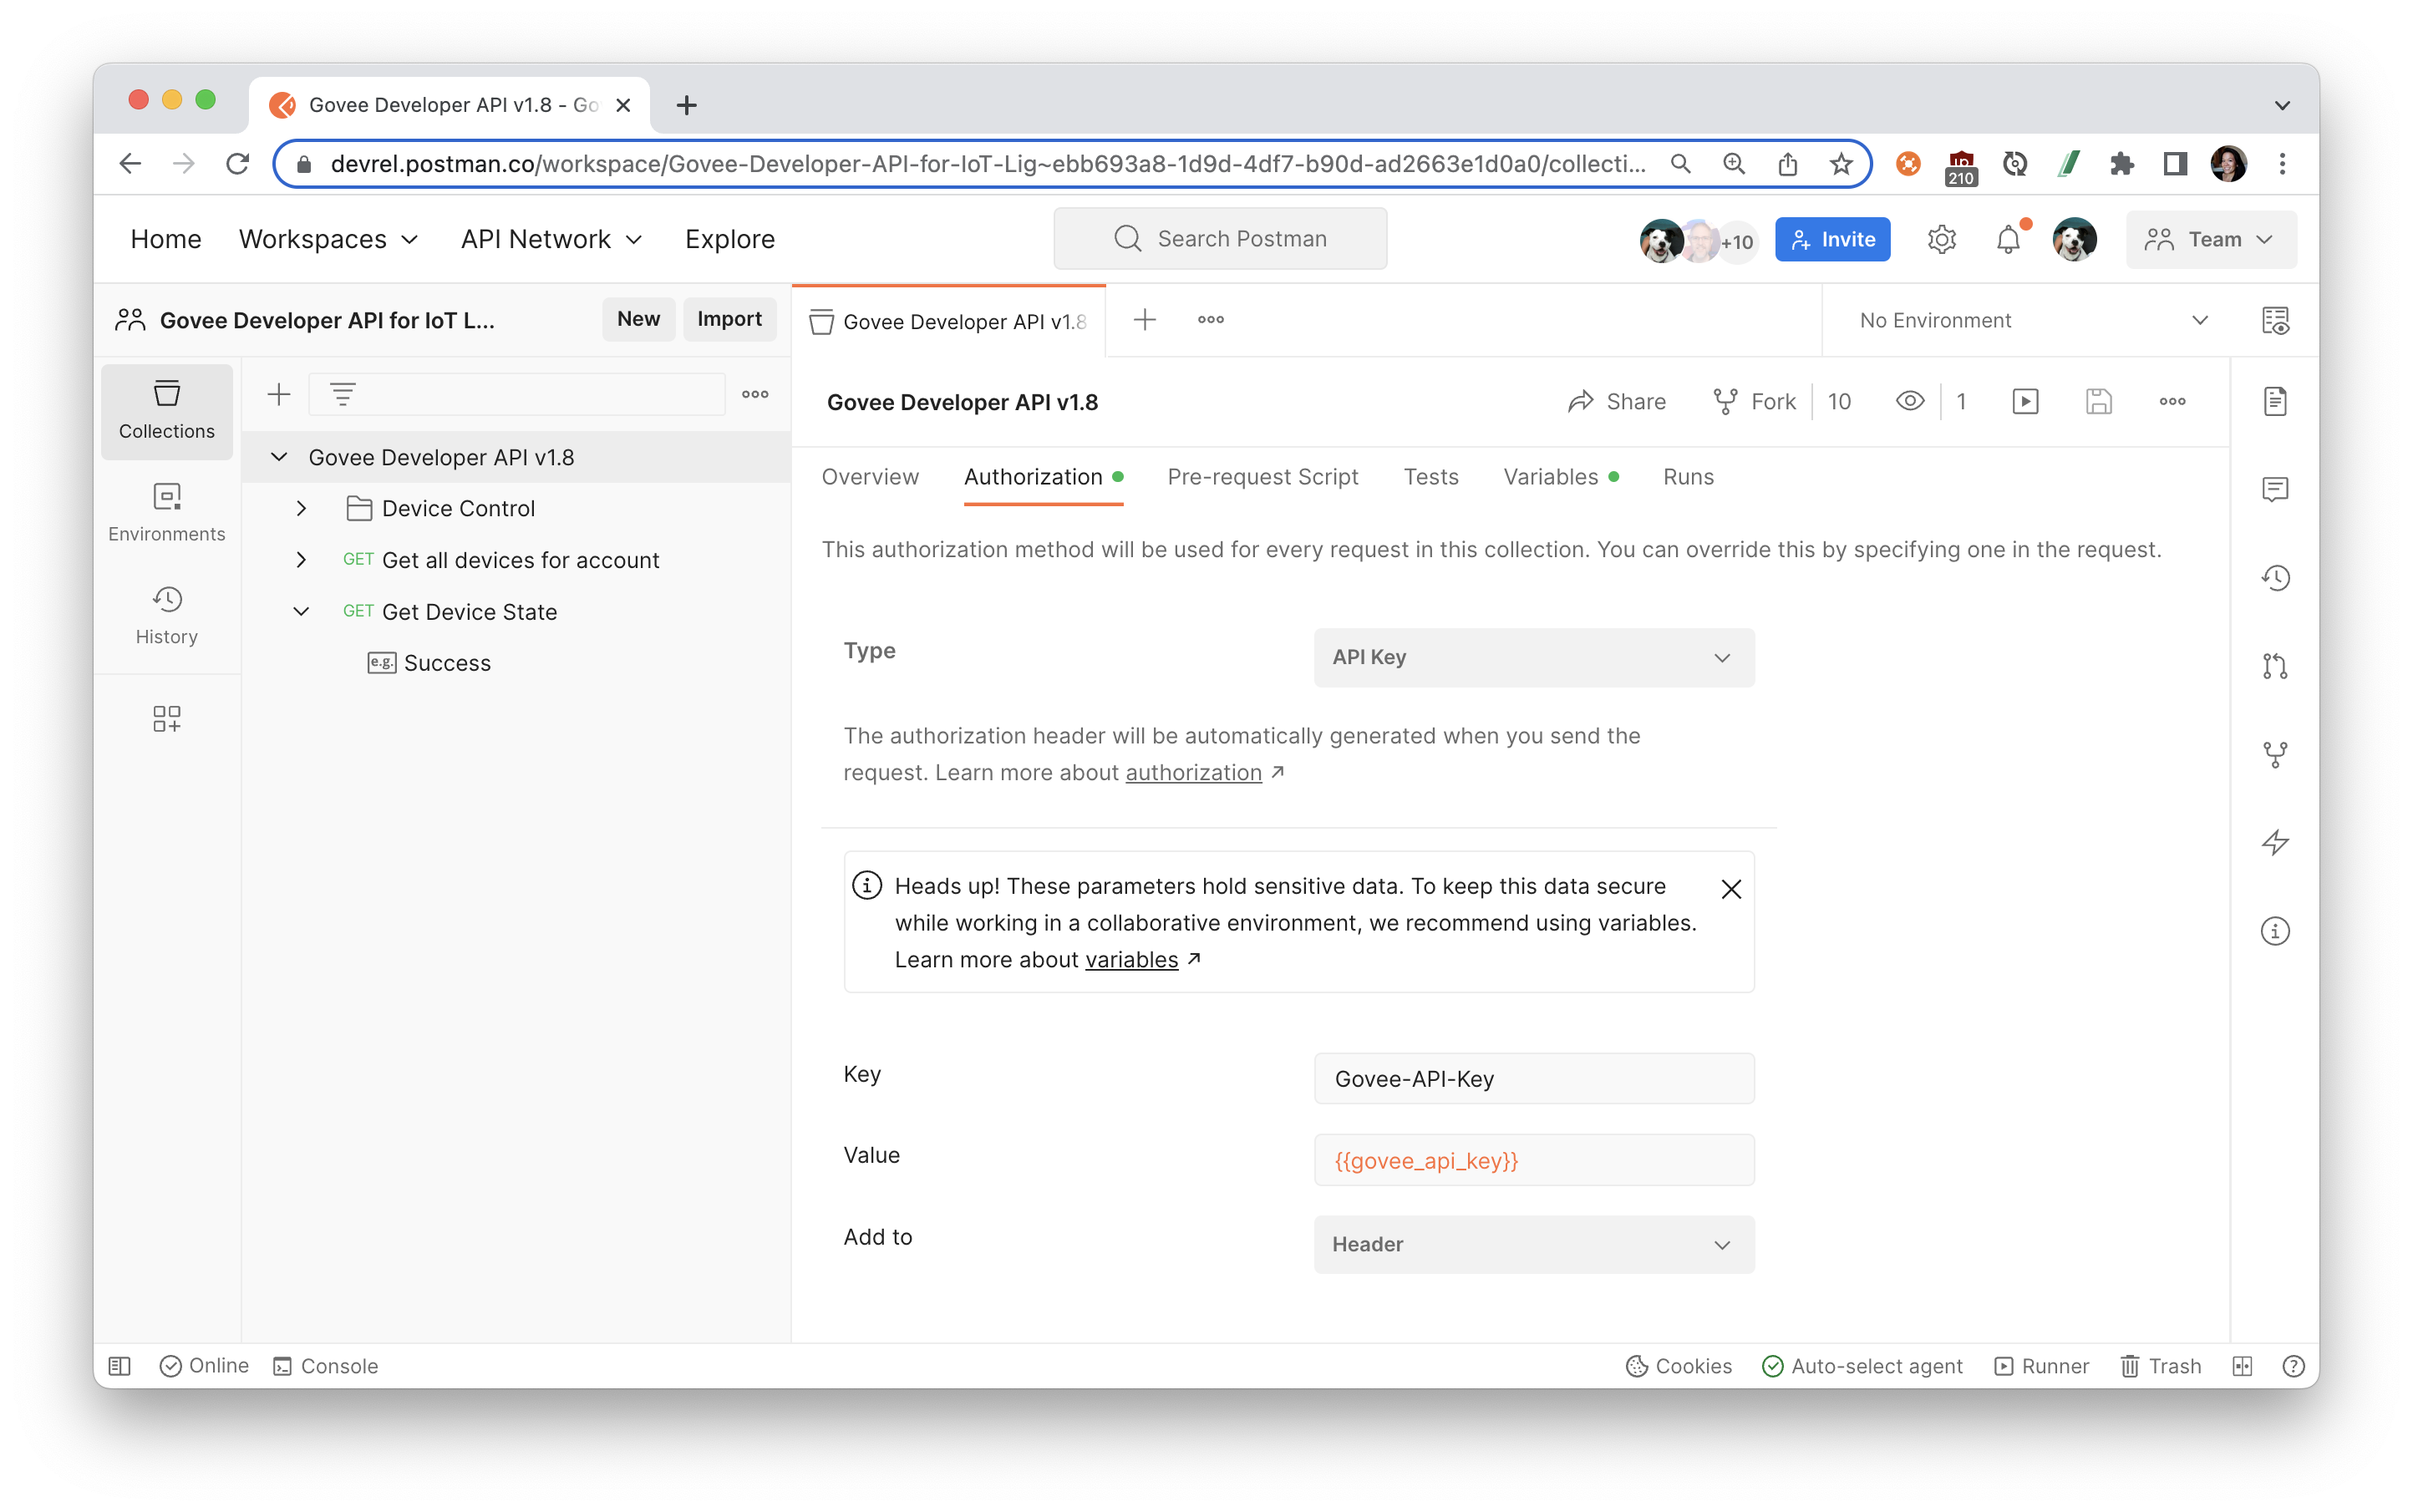 Govee Developer API v1.8 - Go
devrel.postman.co/workspace/Govee-Developer-API-for-IoT-Lig~ebb693a8-1d9d-4df7-b90d-ad2663e1d0a0/collecti...
210
Home
Workspaces
API Network
Explore
Search Postman
+10
Invite
Team
Govee Developer API for IoT L...
New
Import
Govee Developer API v1.8
No Environment
Collections
Environments
History
Govee Developer API v1.8
Device Control
GET Get all devices for account
GET Get Device State
e.g. Success
Govee Developer API v1.8
Share
Fork
10
1
Overview
Authorization
Pre-request Script
Tests
Variables
Runs
This authorization method will be used for every request in this collection. You can override this by specifying one in the request.
Type
API Key
The authorization header will be automatically generated when you send the
request. Learn more about authorization ↗
Heads up! These parameters hold sensitive data. To keep this data secure
while working in a collaborative environment, we recommend using variables.
Learn more about variables ↗
Key
Govee-API-Key
Value
{{govee_api_key}}
Add to
Header
Online
Console
Cookies
Auto-select agent
Runner
Trash